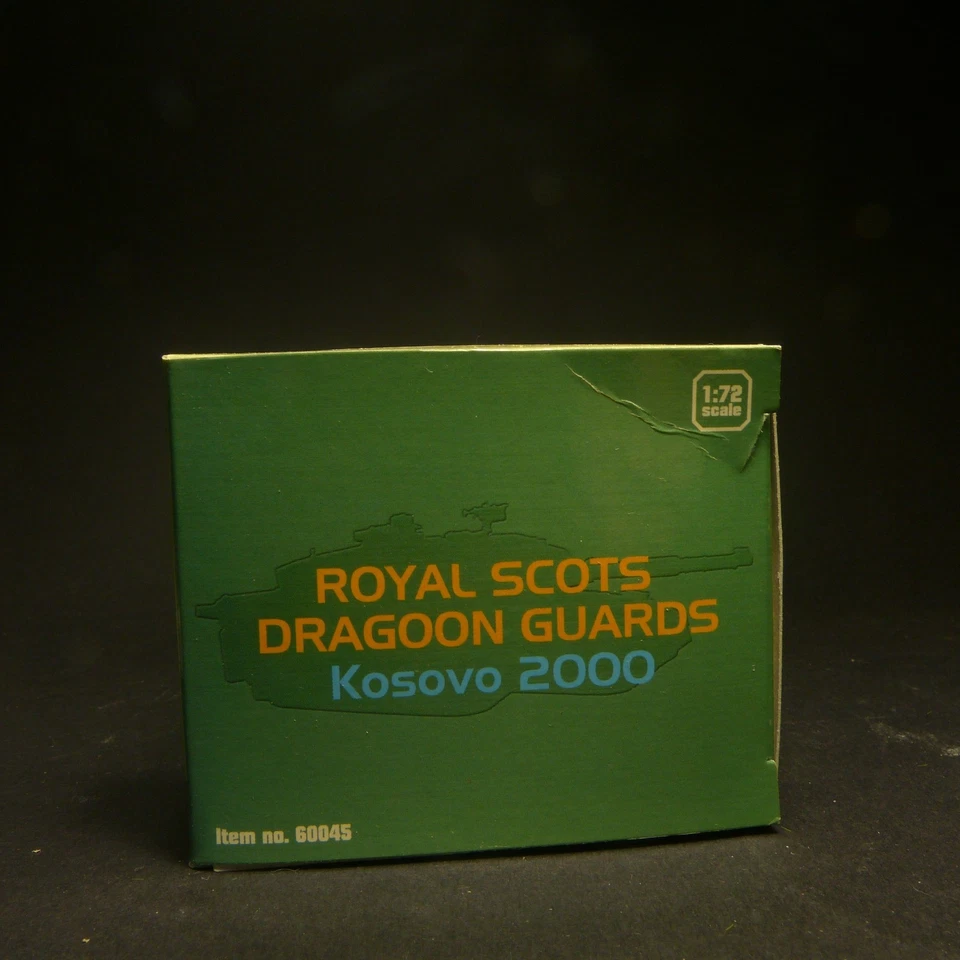 1:72
scale
ROYAL SCOTS
DRAGOON GUARDS
Kosovo 2000
Item no. 60045